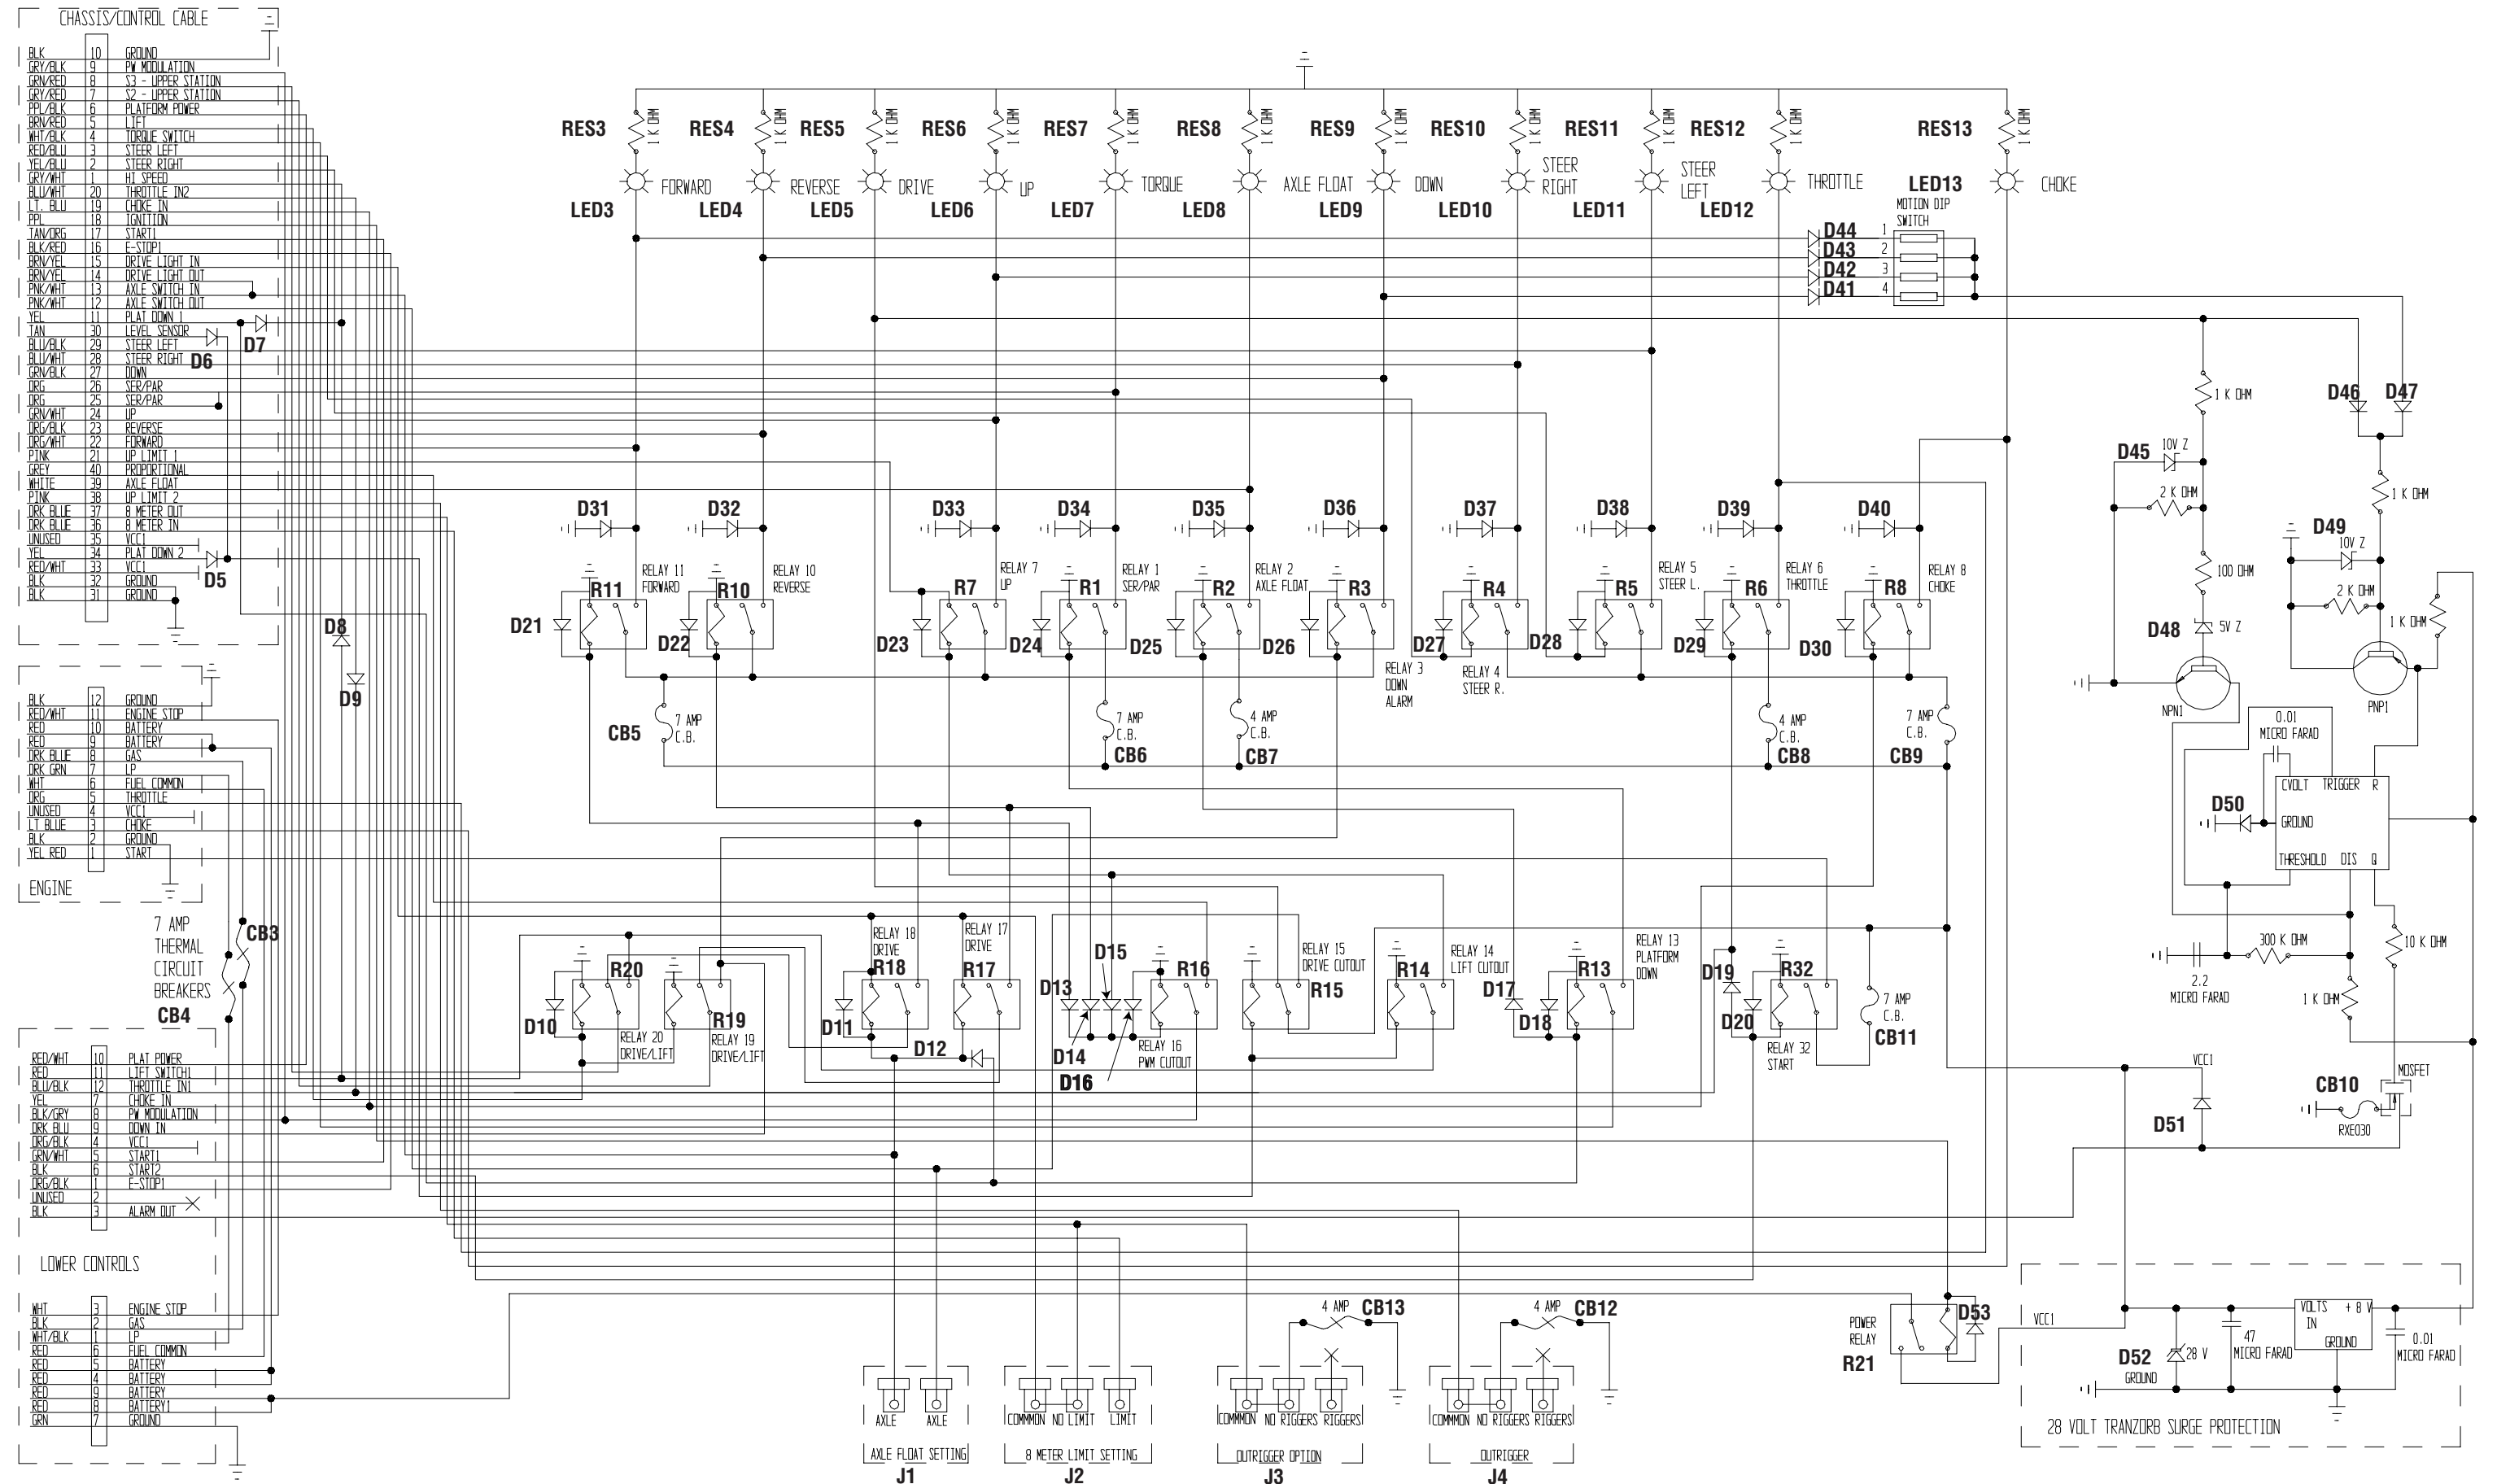 CHASSIS/CONTROL CABLE
BLK 10 GROUND
GRY/BLK 9 PW MODULATION
GRN/RED 8 S3 - UPPER STATION
GRY/RED 7 S2 - UPPER STATION
PPL/BLK 6 PLATFORM POWER
BRN/RED 5 LIFT
WHT/BLK 4 TORQUE SWITCH
RED/BLU 3 STEER LEFT
YEL/BLU 2 STEER RIGHT
GRY/WHT 1 HI SPEED
BLU/WHT 20 THROTTLE IN2
LT. BLU 19 CHOKE IN
PPL 18 IGNITION
TAN/ORG 17 START1
BLK/RED 16 E-STOP1
BRN/YEL 15 DRIVE LIGHT IN
BRN/YEL 14 DRIVE LIGHT OUT
PNK/WHT 13 AXLE SWITCH IN
PNK/WHT 12 AXLE SWITCH OUT
YEL 11 PLAT DOWN 1
TAN 30 LEVEL SENSOR
BLU/BLK 29 STEER LEFT
BLU/WHT 28 STEER RIGHT
GRN/BLK 27 DOWN
ORG 26 SER/PAR
ORG 25 SER/PAR
GRN/WHT 24 UP
ORG/BLK 23 REVERSE
ORG/WHT 22 FORWARD
PINK 21 UP LIMIT 1
GREY 40 PROPORTIONAL
WHITE 39 AXLE FLOAT
PINK 38 UP LIMIT 2
DRK BLUE 37 8 METER OUT
DRK BLUE 36 8 METER IN
UNUSED 35 VCC1
YEL 34 PLAT DOWN 2
RED/WHT 33 VCC1
BLK 32 GROUND
BLK 31 GROUND
D7
D6
D5
D8
D9
ENGINE
BLK 12 GROUND
RED/WHT 11 ENGINE STOP
RED 10 BATTERY
RED 9 BATTERY
DRK BLUE 8 GAS
DRK GRN 7 LP
WHT 6 FUEL COMMON
ORG 5 THROTTLE
UNUSED 4 VCC1
LT BLUE 3 CHOKE
BLK 2 GROUND
YEL RED 1 START
7 AMP
THERMAL
CIRCUIT
BREAKERS
CB3
CB4
RED/WHT 10 PLAT POWER
RED 11 LIFT SWITCH1
BLU/BLK 12 THROTTLE IN1
YEL 7 CHOKE IN
BLK/GRY 8 PW MODULATION
DRK BLU 9 DOWN IN
ORG/BLK 4 VCC1
GRN/WHT 5 START1
BLK 6 START2
ORG/BLK 1 E-STOP1
UNUSED 2
BLK 3 ALARM OUT
LOWER CONTROLS
WHT 3 ENGINE STOP
BLK 2 GAS
WHT/BLK 1 LP
RED 6 FUEL COMMON
RED 5 BATTERY
RED 4 BATTERY
RED 9 BATTERY
RED 8 BATTERY1
GRN 7 GROUND
RES3 1 K OHM
RES4 1 K OHM
RES5 1 K OHM
RES6 1 K OHM
RES7 1 K OHM
RES8 1 K OHM
RES9 1 K OHM
RES10 1 K OHM
RES11 1 K OHM
RES12 1 K OHM
RES13 1 K OHM
FORWARD
REVERSE
DRIVE
UP
TORQUE
AXLE FLOAT
DOWN
STEER
RIGHT
STEER
LEFT
THROTTLE
CHOKE
LED3
LED4
LED5
LED6
LED7
LED8
LED9
LED10
LED11
LED12
LED13
MOTION DIP
SWITCH
D44 1
D43 2
D42 3
D41 4
D31
D32
D33
D34
D35
D36
D37
D38
D39
D40
R11 RELAY 11
FORWARD
R10 RELAY 10
REVERSE
R7 RELAY 7
UP
R1 RELAY 1
SER/PAR
R2 RELAY 2
AXLE FLOAT
R3
RELAY 3
DOWN
ALARM
R4
RELAY 4
STEER R.
R5 RELAY 5
STEER L.
R6 RELAY 6
THROTTLE
R8 RELAY 8
CHOKE
D21
D22
D23
D24
D25
D26
D27
D28
D29
D30
CB5 7 AMP
C.B.
7 AMP
C.B.
CB6
4 AMP
C.B.
CB7
4 AMP
C.B.
CB8
7 AMP
C.B.
CB9
1 K OHM
D46
D47
D45 10V Z
2 K OHM
1 K OHM
D49
10V Z
100 OHM
2 K OHM
1 K OHM
D48 5V Z
NPN1
PNP1
0.01
MICRO FARAD
CVOLT TRIGGER R
D50
GROUND
THRESHOLD DIS Q
300 K OHM
10 K OHM
2.2
MICRO FARAD
1 K OHM
MOSFET
VCC1
CB10
RXE030
D51
D10
R20
RELAY 20
DRIVE/LIFT
R19
RELAY 19
DRIVE/LIFT
RELAY 18
DRIVE
R18
D11
RELAY 17
DRIVE
R17
D12
D13
D14
D15
D16
R16
RELAY 16
PWM CUTOUT
RELAY 15
DRIVE CUTOUT
R15
R14
RELAY 14
LIFT CUTOUT
D17
D18
R13
RELAY 13
PLATFORM
DOWN
D19
D20
R32
RELAY 32
START
7 AMP
C.B.
CB11
AXLE AXLE
AXLE FLOAT SETTING
J1
COMMMON NO LIMIT LIMIT
8 METER LIMIT SETTING
J2
4 AMP CB13
COMMMON NO RIGGERS RIGGERS
OUTRIGGER OPTION
J3
4 AMP CB12
COMMMON NO RIGGERS RIGGERS
OUTRIGGER
J4
POWER
RELAY
R21
D53
VCC1
VOLTS
IN
+ 8 V
GROUND
D52
GROUND
28 V
47
MICRO FARAD
0.01
MICRO FARAD
28 VOLT TRANZORB SURGE PROTECTION